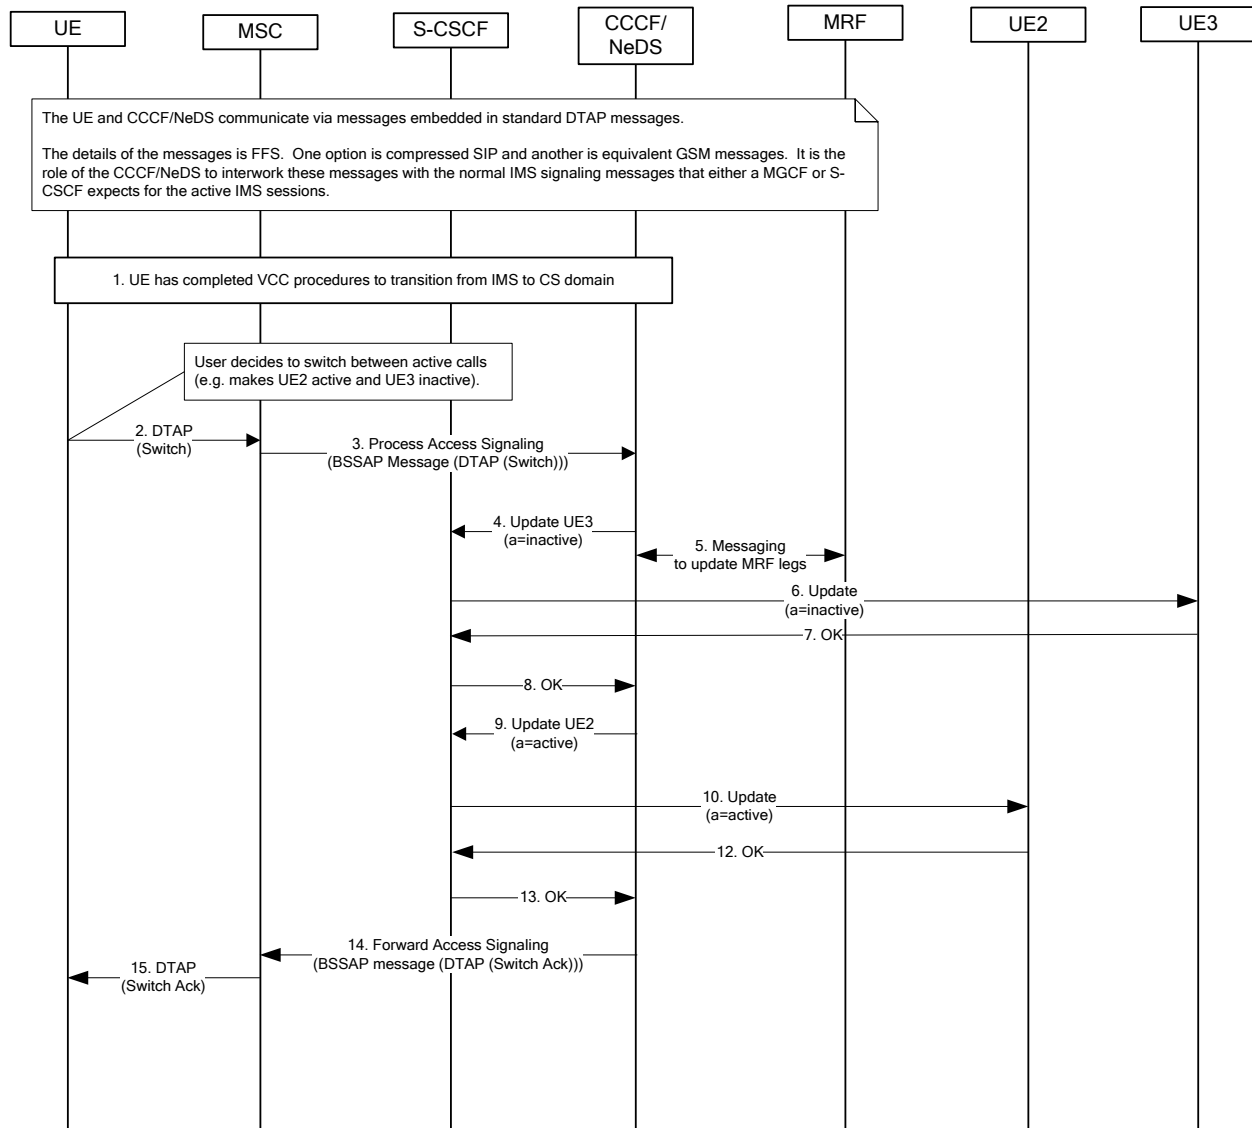 UE
MSC
S-CSCF
CCCF/
NeDS
MRF
UE2
UE3
The UE and CCCF/NeDS communicate via messages embedded in standard DTAP messages.
The details of the messages is FFS.  One option is compressed SIP and another is equivalent GSM messages.  It is the
role of the CCCF/NeDS to interwork these messages with the normal IMS signaling messages that either a MGCF or S-
CSCF expects for the active IMS sessions.
1. UE has completed VCC procedures to transition from IMS to CS domain
User decides to switch between active calls
(e.g. makes UE2 active and UE3 inactive).
2. DTAP
(Switch)
3. Process Access Signaling
(BSSAP Message (DTAP (Switch)))
4. Update UE3
(a=inactive)
5. Messaging
to update MRF legs
6. Update
(a=inactive)
7. OK
8. OK
9. Update UE2
(a=active)
10. Update
(a=active)
12. OK
13. OK
14. Forward Access Signaling
(BSSAP message (DTAP (Switch Ack)))
15. DTAP
(Switch Ack)